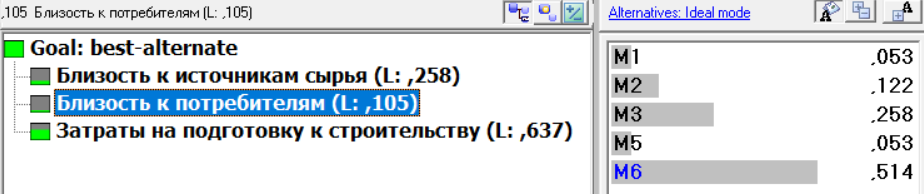 ,105 Близость к потребителям (L: ,105)
Goal: best-alternate
Близость к источникам сырья (L: ,258)
Близость к потребителям (L: ,105)
Затраты на подготовку к строительству (L: ,637)
Alternatives: Ideal mode
M1 ,053
M2 ,122
M3 ,258
M5 ,053
M6 ,514